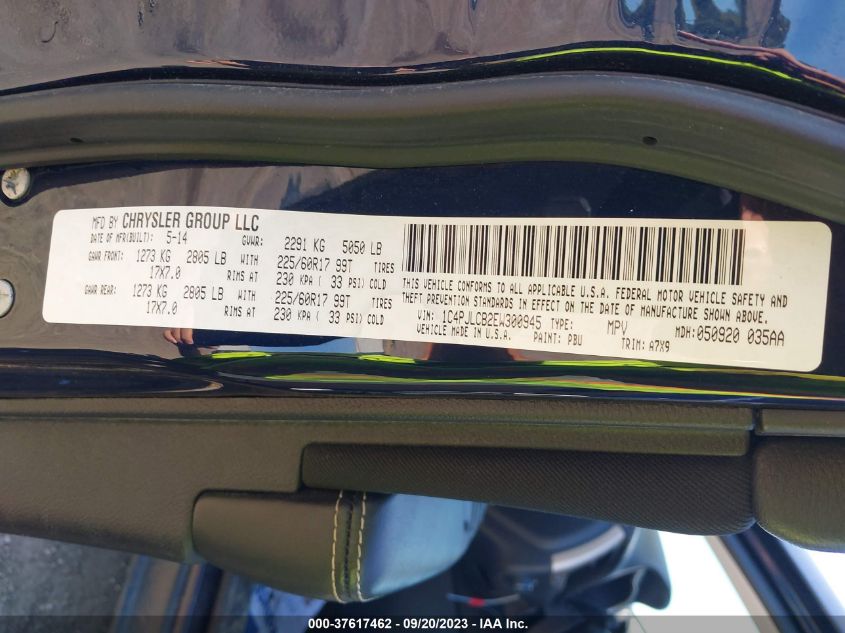 MFD BY CHRYSLER GROUP LLC
DATE OF MFR(BUILT): 5-14 GVWR: 2291 KG 5050 LB
GAWR FRONT: 1273 KG 2805 LB WITH 225/60R17 99T TIRES
17X7.0 RIMS AT 230 KPA ( 33 PSI) COLD
GAWR REAR: 1273 KG 2805 LB WITH 225/60R17 99T TIRES
17X7.0 RIMS AT 230 KPA ( 33 PSI) COLD
THIS VEHICLE CONFORMS TO ALL APPLICABLE U.S.A. FEDERAL MOTOR VEHICLE SAFETY AND
THEFT PREVENTION STANDARDS IN EFFECT ON THE DATE OF MANUFACTURE SHOWN ABOVE.
VIN: 1C4PJLCB2EW300945 TYPE: MPV MDH:050920 035AA
VEHICLE MADE IN U.S.A. PAINT: PBU TRIM: A7X9
000-37617462 - 09/20/2023 - IAA Inc.